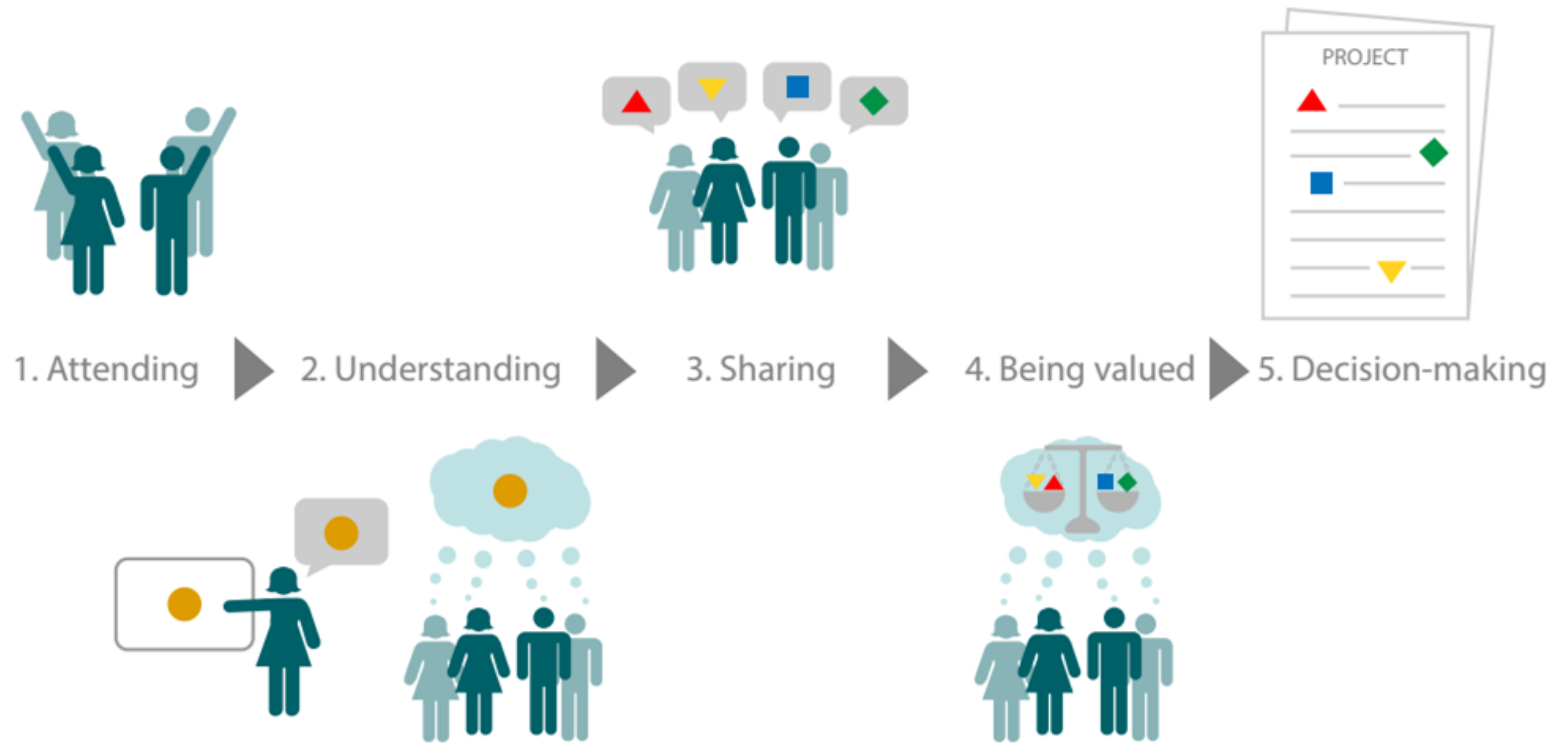 PROJECT
1. Attending
2. Understanding
3. Sharing
4. Being valued
5. Decision-making